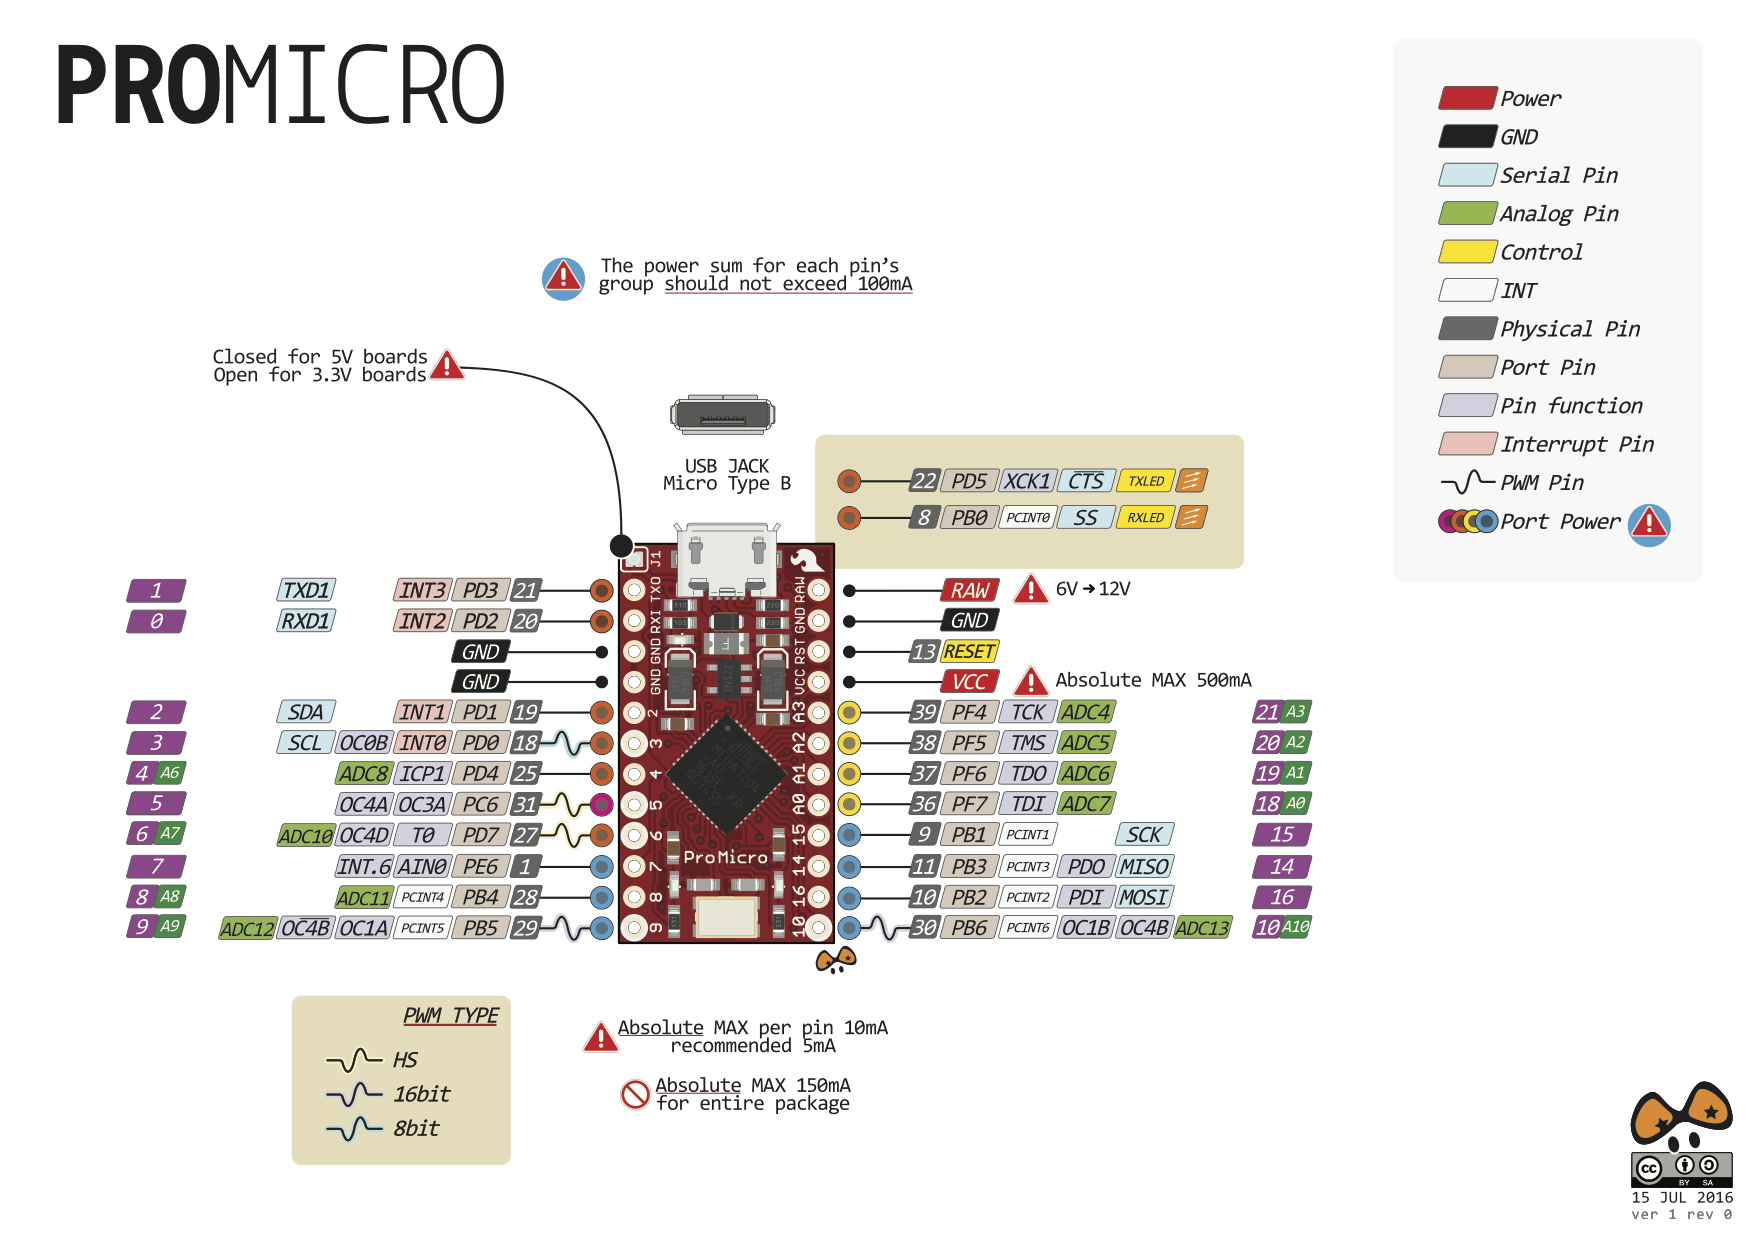 PROMICRO
Power
GND
Serial Pin
Analog Pin
Control
INT
Physical Pin
Port Pin
Pin function
Interrupt Pin
PWM Pin
Port Power
The power sum for each pin's
group should not exceed 100mA
Closed for 5V boards
Open for 3.3V boards
USB JACK
Micro Type B
22 PD5 XCK1 CTS TXLED
8 PB0 PCINT0 SS RXLED
1 TXD1 INT3 PD3 21
0 RXD1 INT2 PD2 20
GND
GND
2 SDA INT1 PD1 19
3 SCL OC0B INT0 PD0 18
4 A6 ADC8 ICP1 PD4 25
5 OC4A OC3A PC6 31
6 A7 ADC10 OC4D T0 PD7 27
7 INT.6 AIN0 PE6 1
8 A8 ADC11 PCINT4 PB4 28
9 A9 ADC12 OC4B OC1A PCINT5 PB5 29
J1
TXO
RXI
GND
GND
2
3
4
5
6
7
8
9
RAW
GND
RST
VCC
A3
A2
A1
A0
15
14
16
10
ProMicro
RAW 6V → 12V
GND
13 RESET
VCC Absolute MAX 500mA
39 PF4 TCK ADC4 21 A3
38 PF5 TMS ADC5 20 A2
37 PF6 TDO ADC6 19 A1
36 PF7 TDI ADC7 18 A0
9 PB1 PCINT1 SCK 15
11 PB3 PCINT3 PDO MISO 14
10 PB2 PCINT2 PDI MOSI 16
30 PB6 PCINT6 OC1B OC4B ADC13 10 A10
PWM TYPE
HS
16bit
8bit
Absolute MAX per pin 10mA
recommended 5mA
Absolute MAX 150mA
for entire package
cc
BY SA
15 JUL 2016
ver 1 rev 0